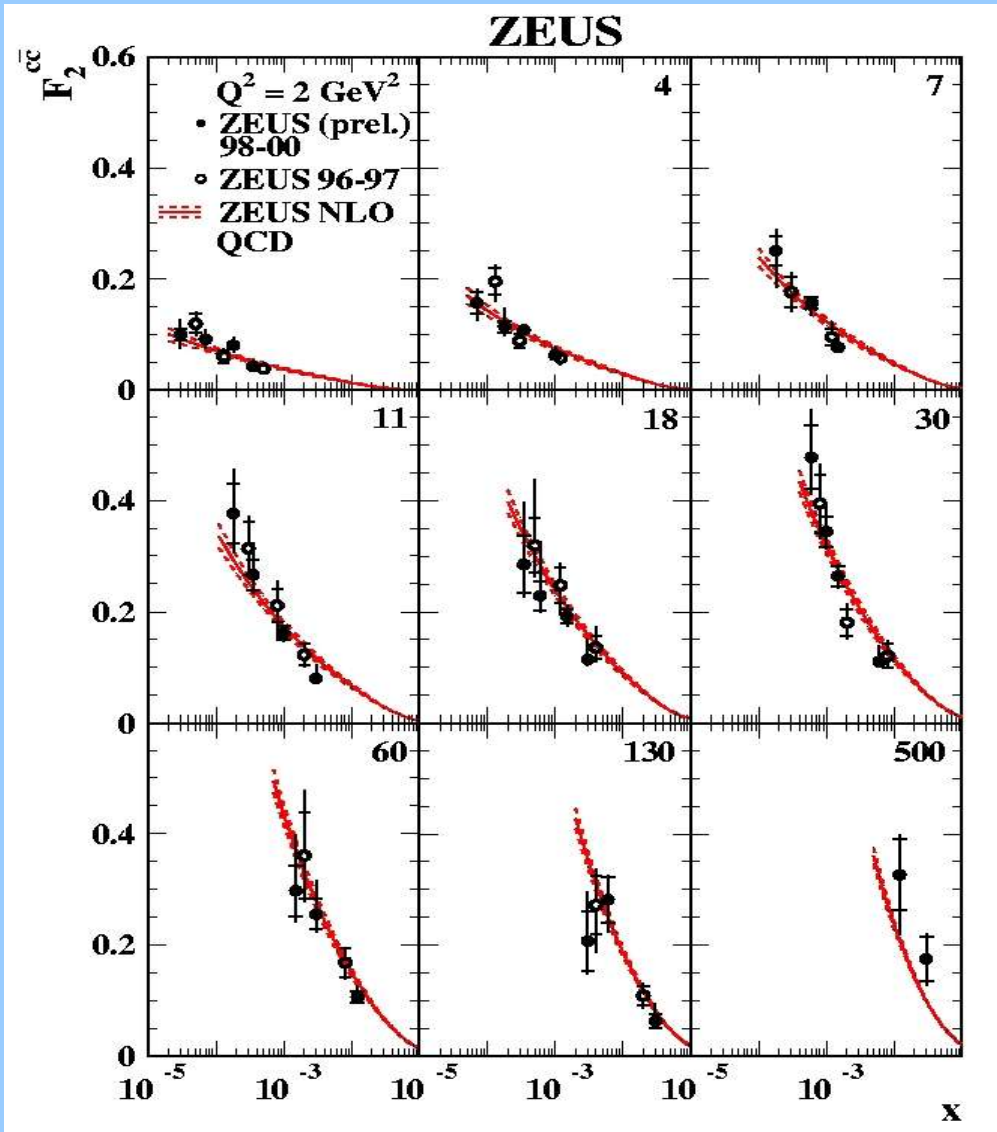 ZEUS
F₂^cc̄
0.6
4
7
Q² = 2 GeV²
ZEUS (prel.)
98-00
ZEUS 96-97
ZEUS NLO
QCD
0.4
0.2
0
11
18
30
0.4
0.2
0
60
130
500
0.4
0.2
0
10⁻⁵ 10⁻³ 10 10⁻⁵ 10⁻³ 10 10⁻⁵ 10⁻³
x